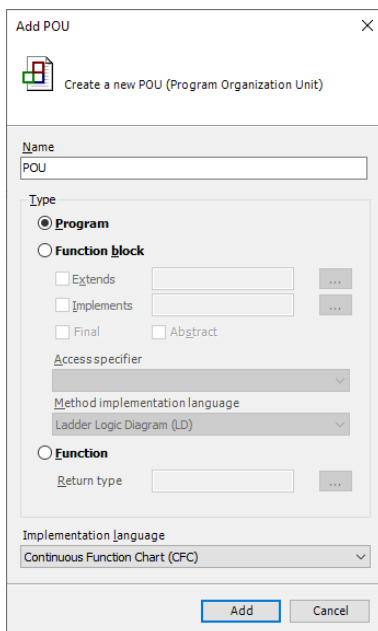 Add POU
Create a new POU (Program Organization Unit)
Name
POU
Type
Program
Function block
Extends
...
Implements
...
Final Abstract
Access specifier
Method implementation language
Ladder Logic Diagram (LD)
Function
Return type
...
Implementation language
Continuous Function Chart (CFC)
Add Cancel